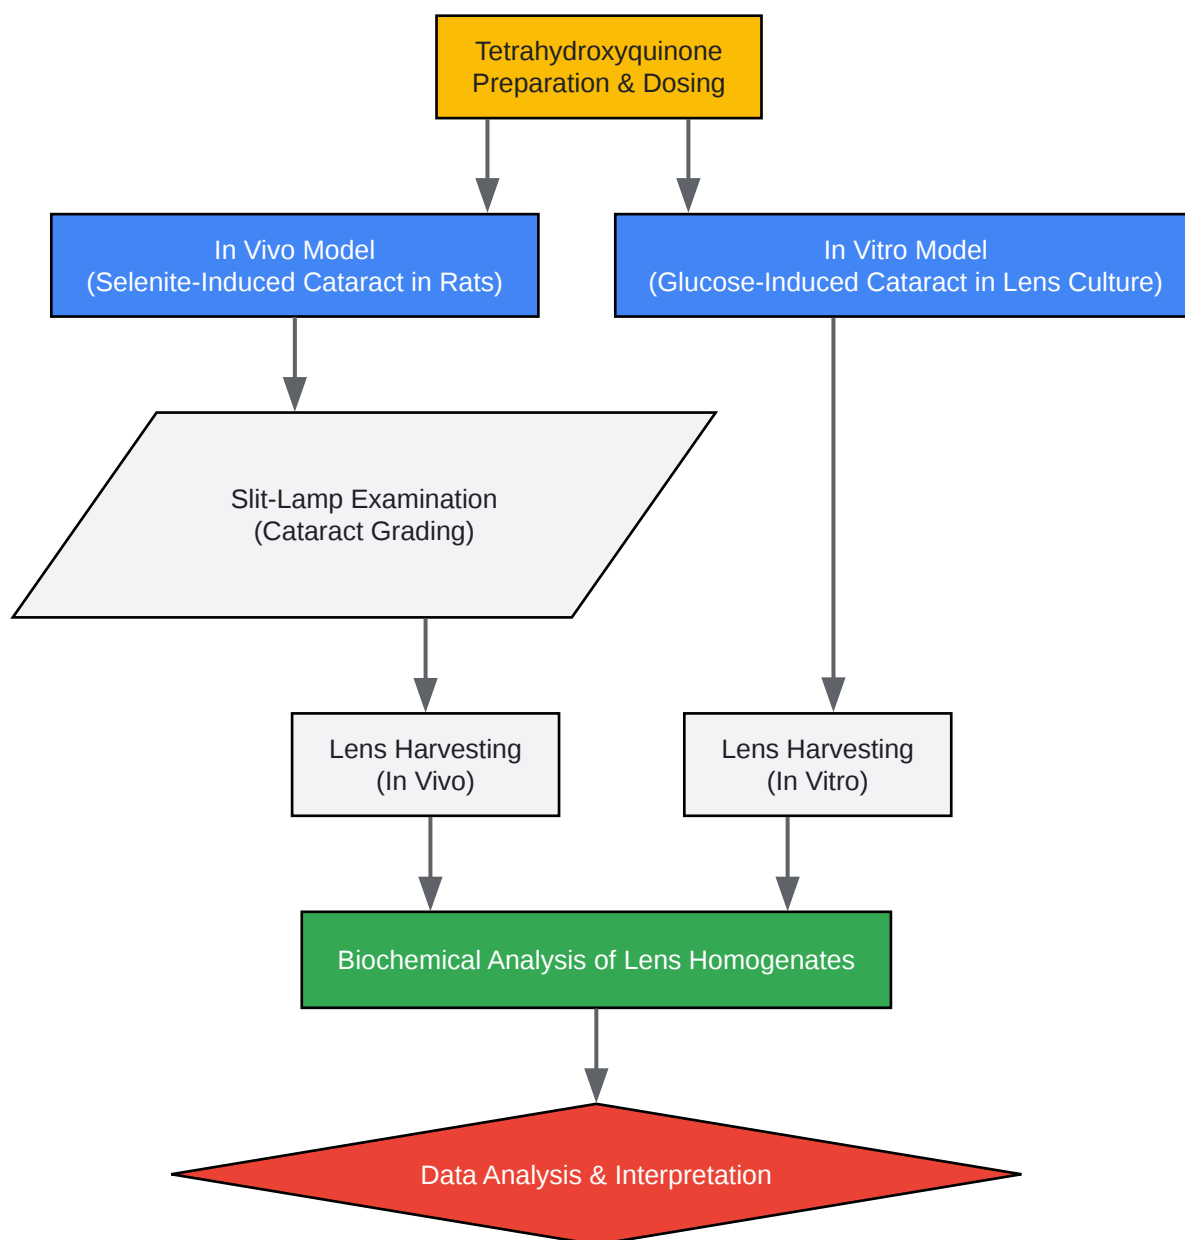 Tetrahydroxyquinone
Preparation & Dosing
In Vivo Model
(Selenite-Induced Cataract in Rats)
In Vitro Model
(Glucose-Induced Cataract in Lens Culture)
Slit-Lamp Examination
(Cataract Grading)
Lens Harvesting
(In Vivo)
Lens Harvesting
(In Vitro)
Biochemical Analysis of Lens Homogenates
Data Analysis & Interpretation